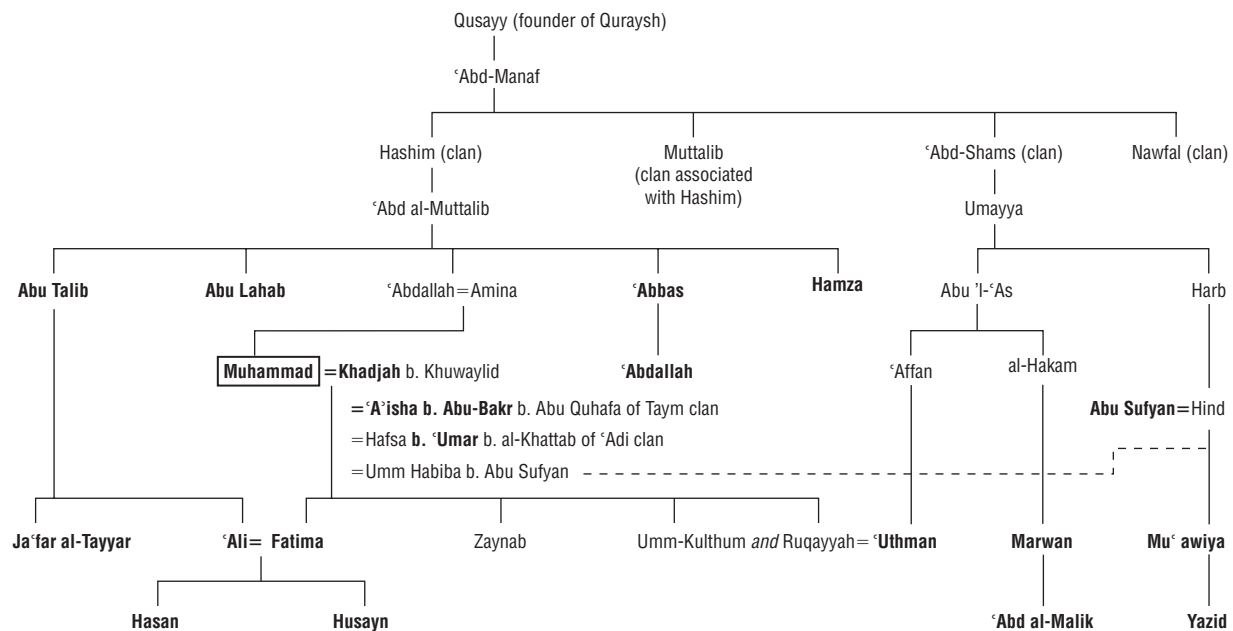 Qusayy (founder of Quraysh)
ʿAbd-Manaf
Hashim (clan)
Muttalib
(clan associated
with Hashim)
ʿAbd-Shams (clan)
Nawfal (clan)
ʿAbd al-Muttalib
Umayya
Abu Talib
Abu Lahab
ʿAbdallah=Amina
ʿAbbas
Hamza
Abu ’l-ʿAs
Harb
Muhammad =Khadjah b. Khuwaylid
ʿAbdallah
ʿAffan
al-Hakam
=ʿAʾisha b. Abu-Bakr b. Abu Quhafa of Taym clan
Abu Sufyan=Hind
=Hafsa b. ʿUmar b. al-Khattab of ʿAdi clan
=Umm Habiba b. Abu Sufyan
Jaʿfar al-Tayyar
ʿAli= Fatima
Zaynab
Umm-Kulthum and Ruqayyah=ʿUthman
Marwan
Muʿ awiya
Hasan
Husayn
ʿAbd al-Malik
Yazid